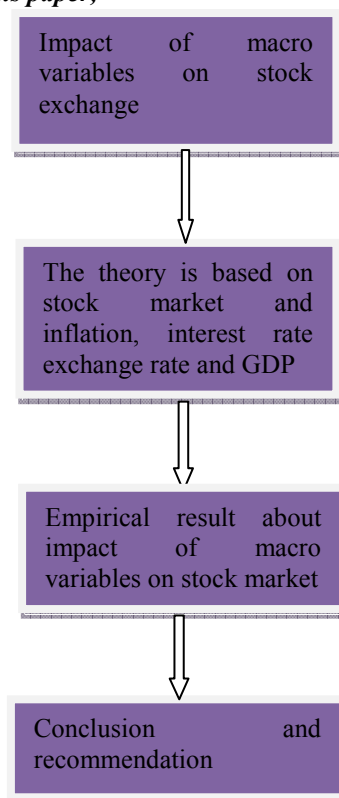 paper,
Impact of macro
variables on stock
exchange
The theory is based on
stock market and
inflation, interest rate
exchange rate and GDP
Empirical result about
impact of macro
variables on stock market
Conclusion and
recommendation